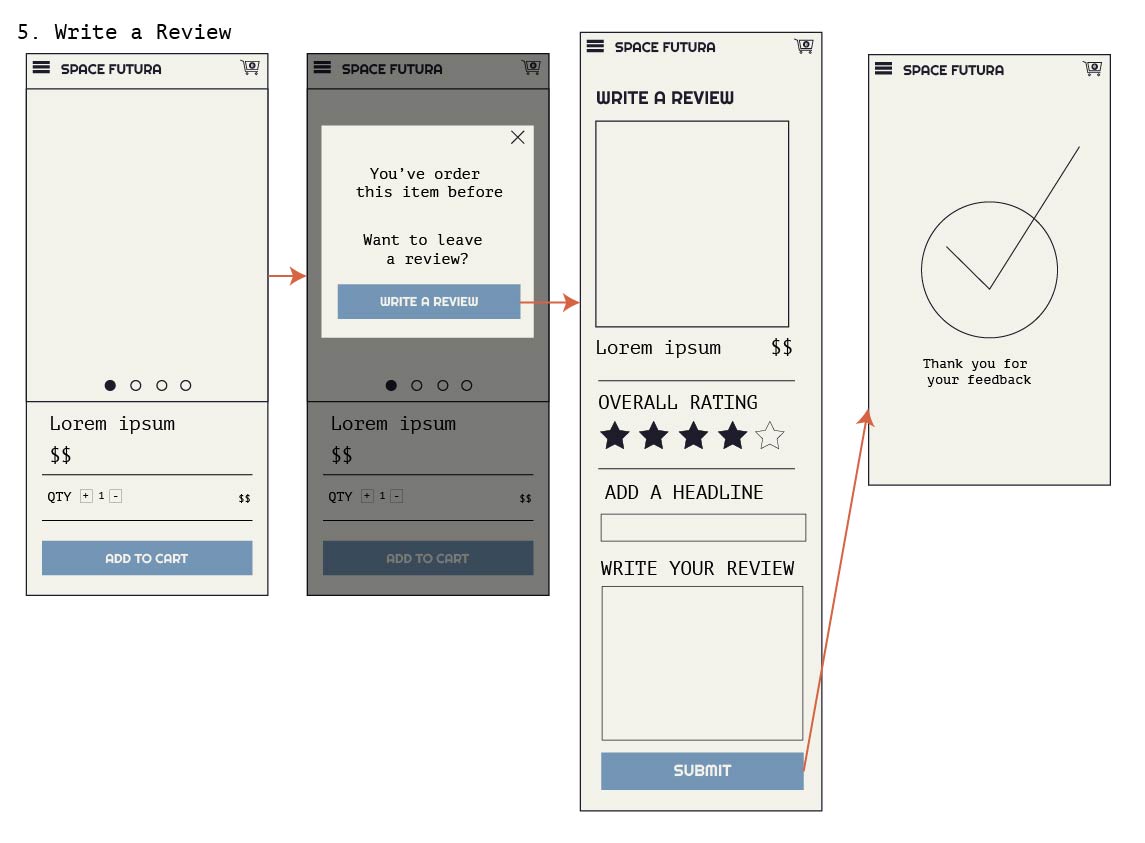 5. Write a Review
SPACE FUTURA
Lorem ipsum
$$
QTY + 1 - $$
ADD TO CART
SPACE FUTURA
You've order
this item before
Want to leave
a review?
WRITE A REVIEW
Lorem ipsum
$$
QTY + 1 - $$
ADD TO CART
SPACE FUTURA
WRITE A REVIEW
Lorem ipsum $$
OVERALL RATING
ADD A HEADLINE
WRITE YOUR REVIEW
SUBMIT
SPACE FUTURA
Thank you for
your feedback